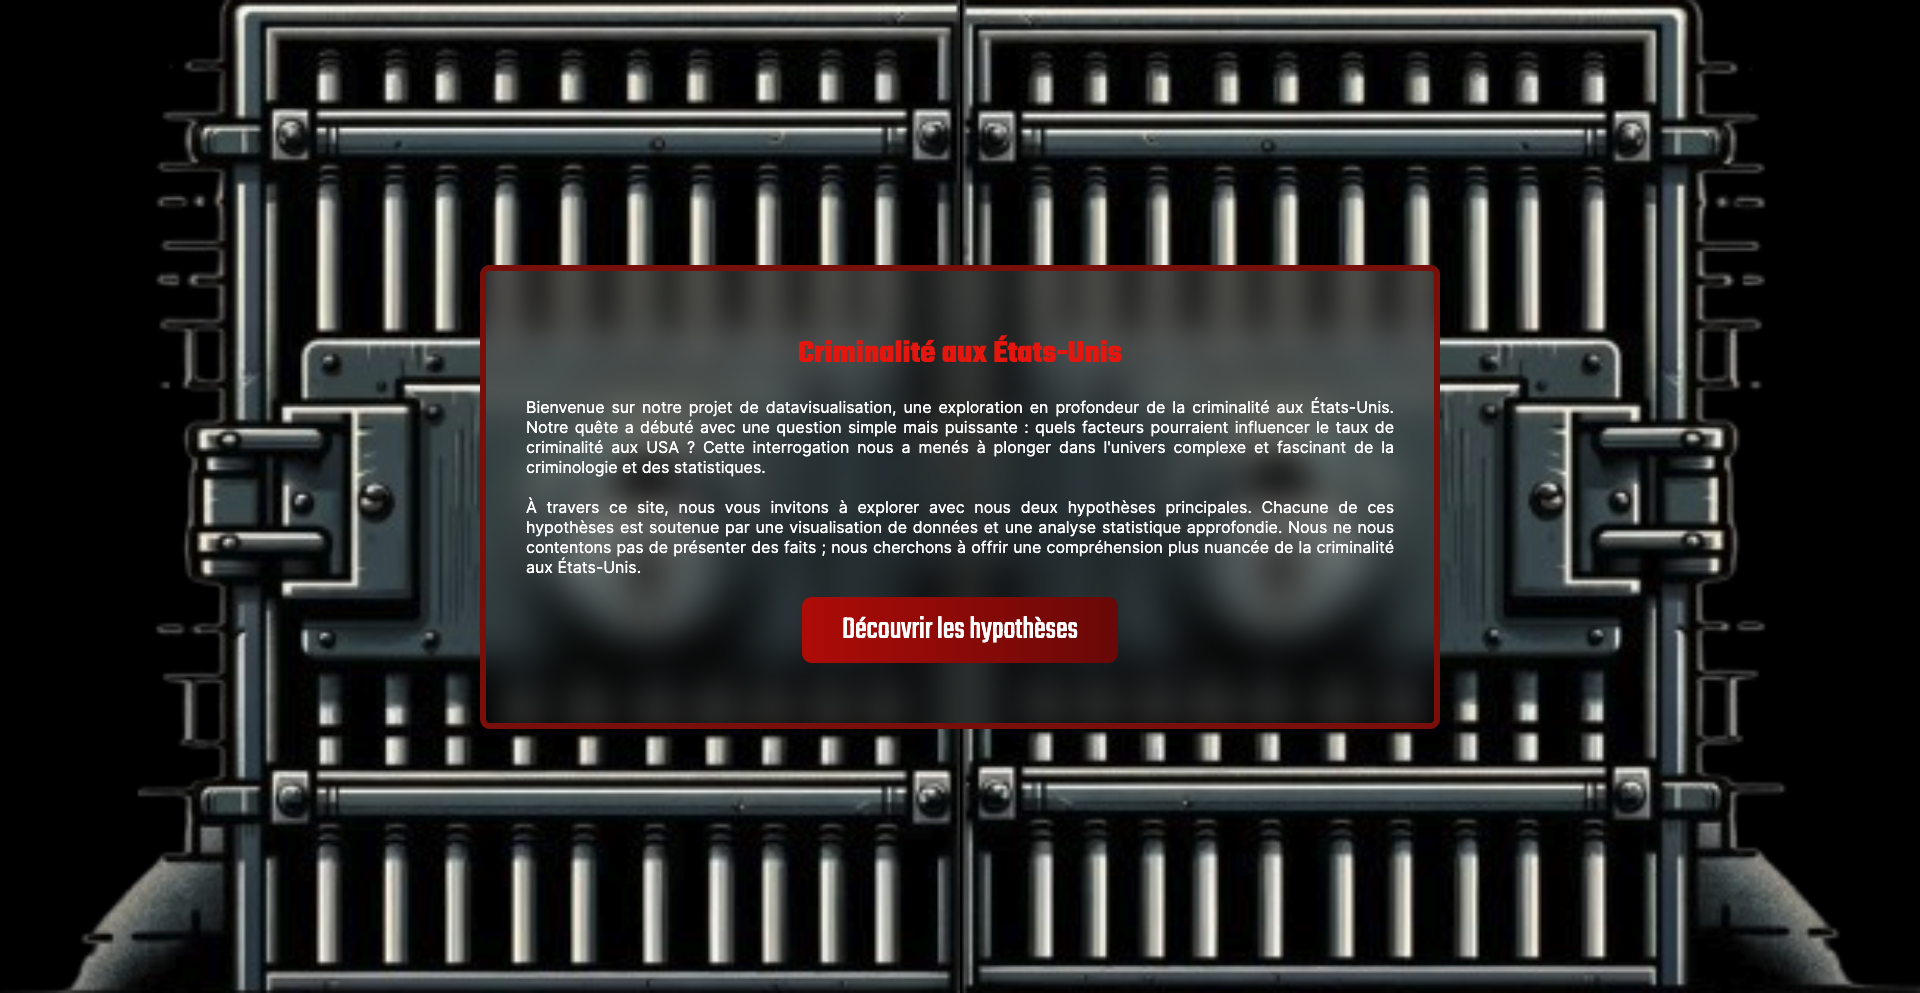 Criminalité aux États-Unis
Bienvenue sur notre projet de datavisualisation, une exploration en profondeur de la criminalité aux États-Unis.
Notre quête a débuté avec une question simple mais puissante : quels facteurs pourraient influencer le taux de
criminalité aux USA ? Cette interrogation nous a menés à plonger dans l'univers complexe et fascinant de la
criminologie et des statistiques.
À travers ce site, nous vous invitons à explorer avec nous deux hypothèses principales. Chacune de ces
hypothèses est soutenue par une visualisation de données et une analyse statistique approfondie. Nous ne nous
contentons pas de présenter des faits ; nous cherchons à offrir une compréhension plus nuancée de la criminalité
aux États-Unis.
Découvrir les hypothèses